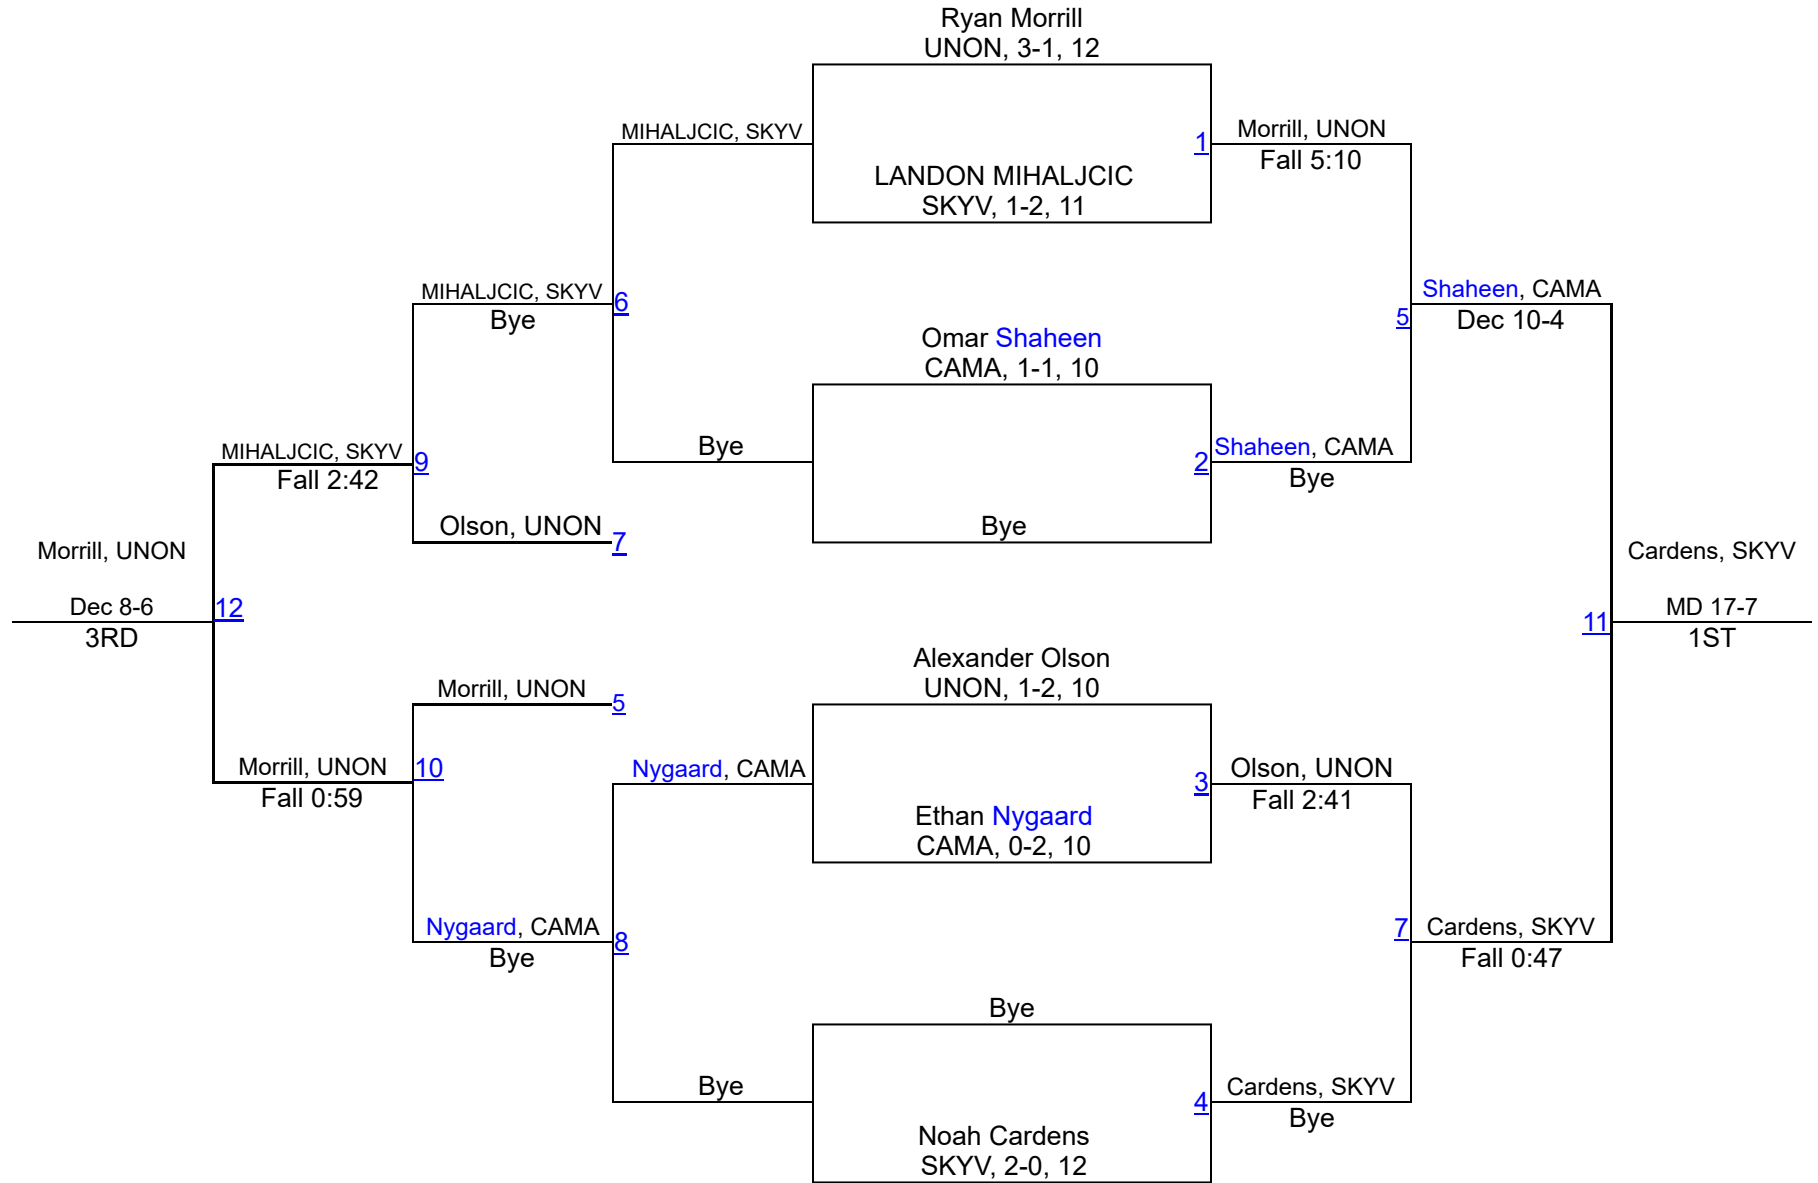 Ryan Morrill
UNON, 3-1, 12
MIHALJCIC, SKYV
1
Morrill, UNON
Fall 5:10
LANDON MIHALJCIC
SKYV, 1-2, 11
MIHALJCIC, SKYV
Bye
6
Shaheen, CAMA
Dec 10-4
5
Omar Shaheen
CAMA, 1-1, 10
MIHALJCIC, SKYV
Fall 2:42
9
Bye
2
Shaheen, CAMA
Bye
Olson, UNON
7
Bye
Morrill, UNON
Dec 8-6
3RD
12
Cardens, SKYV
MD 17-7
1ST
11
Alexander Olson
UNON, 1-2, 10
Morrill, UNON
5
Morrill, UNON
Fall 0:59
10
Nygaard, CAMA
3
Olson, UNON
Fall 2:41
Ethan Nygaard
CAMA, 0-2, 10
Nygaard, CAMA
Bye
8
7
Cardens, SKYV
Fall 0:47
Bye
Bye
4
Cardens, SKYV
Bye
Noah Cardens
SKYV, 2-0, 12